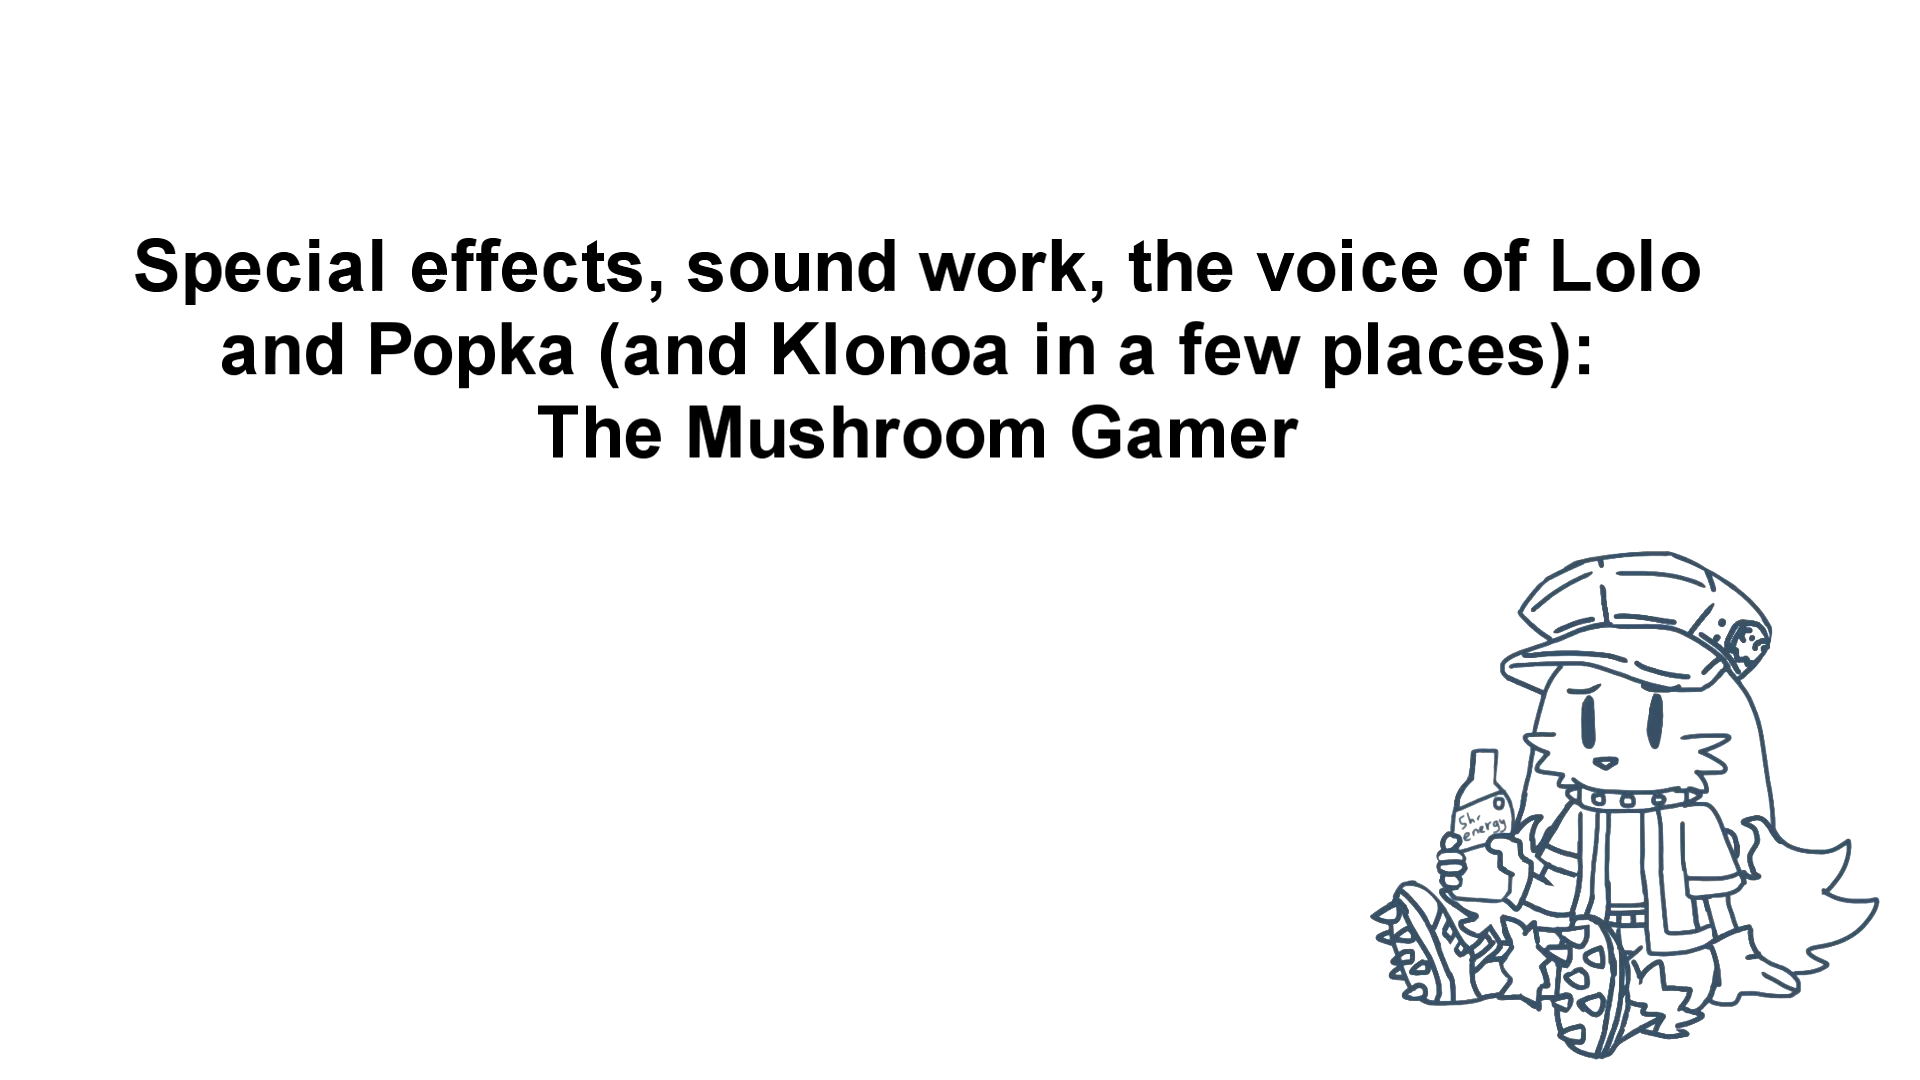 Special effects, sound work, the voice of Lolo
and Popka (and Klonoa in a few places):
The Mushroom Gamer
Sh.
energy